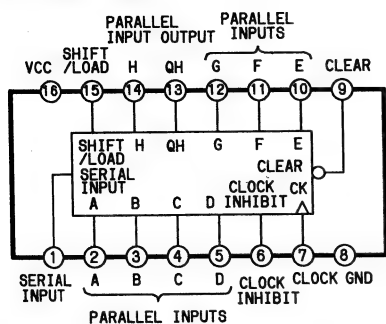 PARALLEL PARALLEL
INPUT OUTPUT INPUTS
SHIFT
VCC /LOAD H QH G F E CLEAR
16 15 14 13 12 11 10 9
SHIFT H QH G F E
/LOAD
SERIAL CLEAR
INPUT CLOCK CK
A B C D INHIBIT
1 2 3 4 5 6 7 8
SERIAL A B C D CLOCK CLOCK GND
INPUT INHIBIT
PARALLEL INPUTS